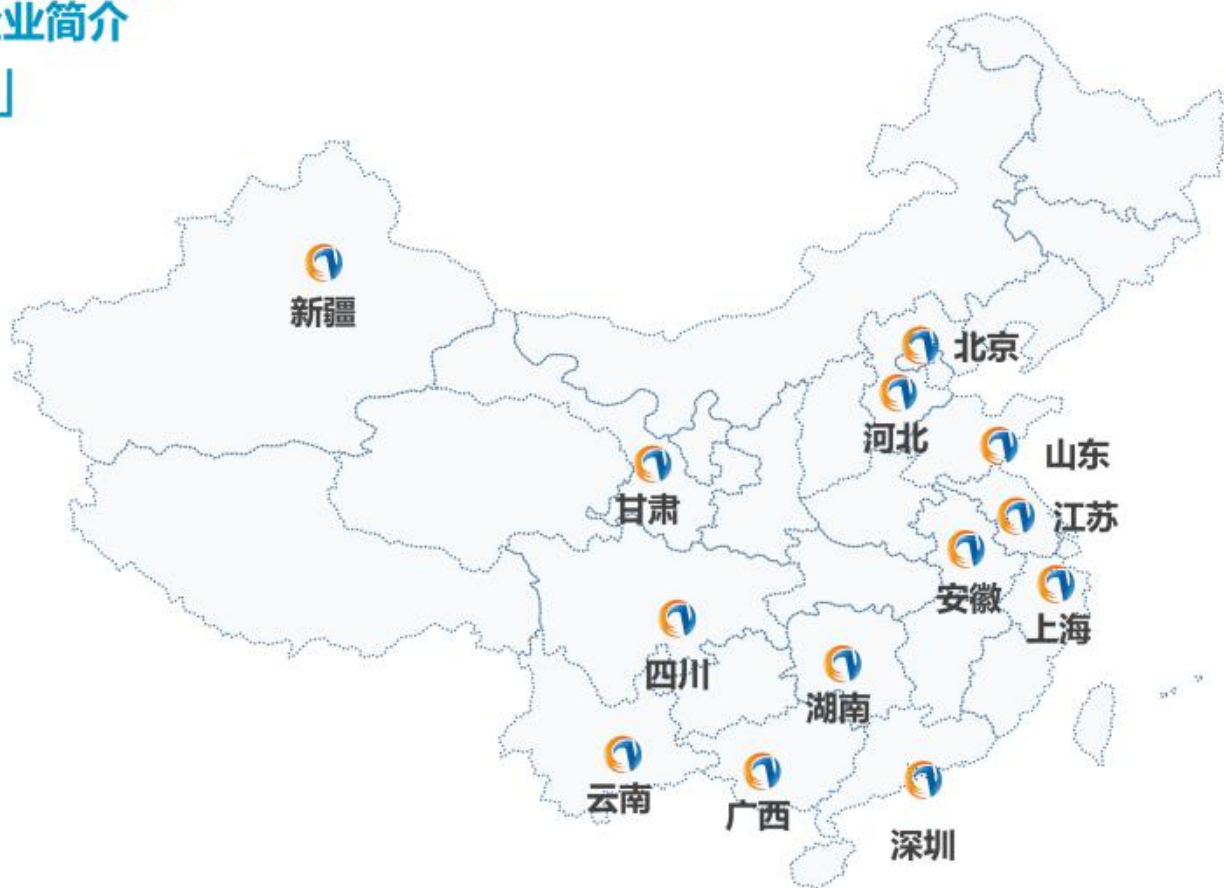 业简介
」
新疆
北京
河北
山东
甘肃
江苏
安徽
上海
四川
湖南
云南
广西
深圳